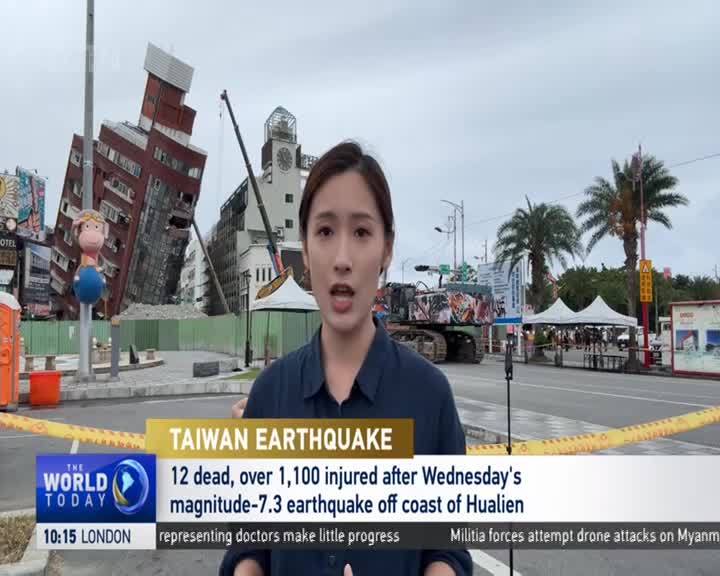 HOTEL
TAIWAN EARTHQUAKE
12 dead, over 1,100 injured after Wednesday's
magnitude-7.3 earthquake off coast of Hualien
THE
WORLD
TODAY
10:15 LONDON
representing doctors make little progress Militia forces attempt drone attacks on Myanm